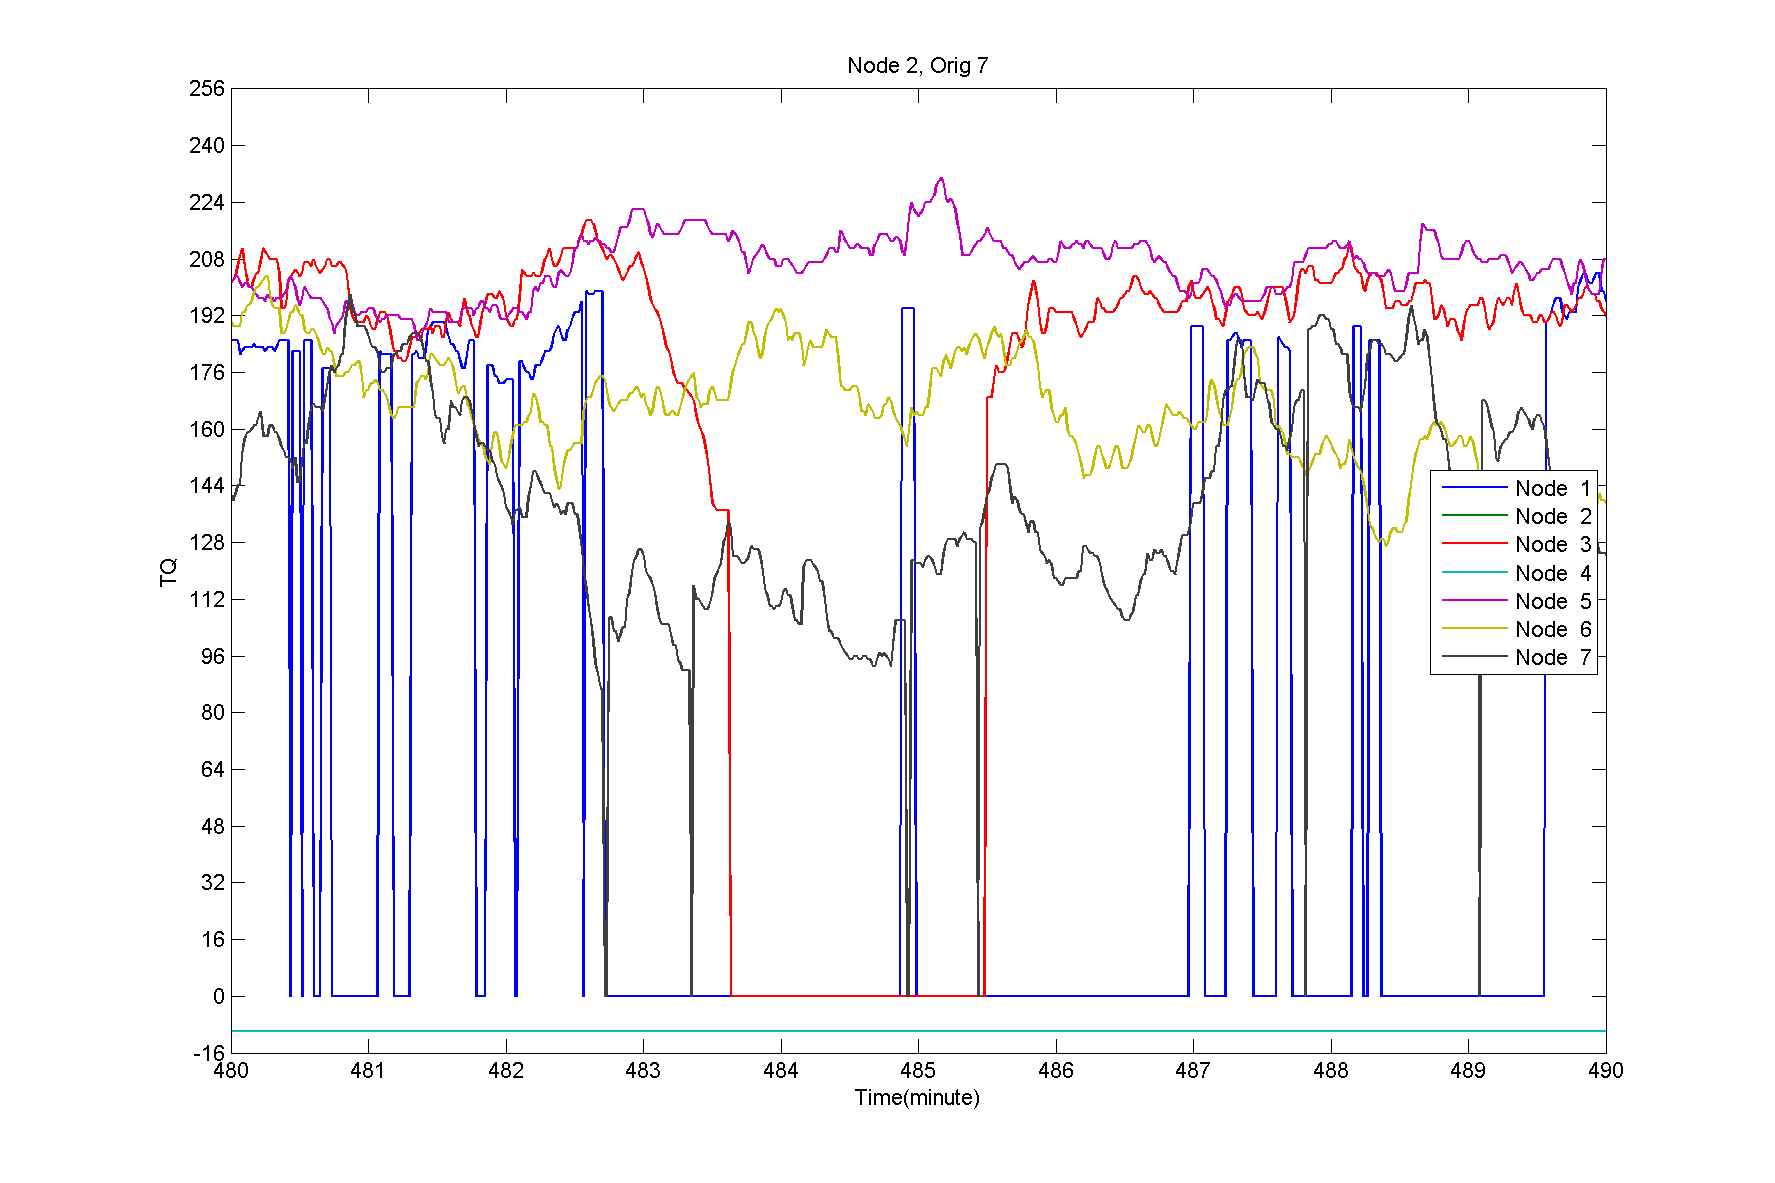 Node 2, Orig 7
256
240
224
208
192
176
160
144
128
112
96
80
64
48
32
16
0
-16
TQ
480 481 482 483 484 485 486 487 488 489 490
Time(minute)
Node 1
Node 2
Node 3
Node 4
Node 5
Node 6
Node 7